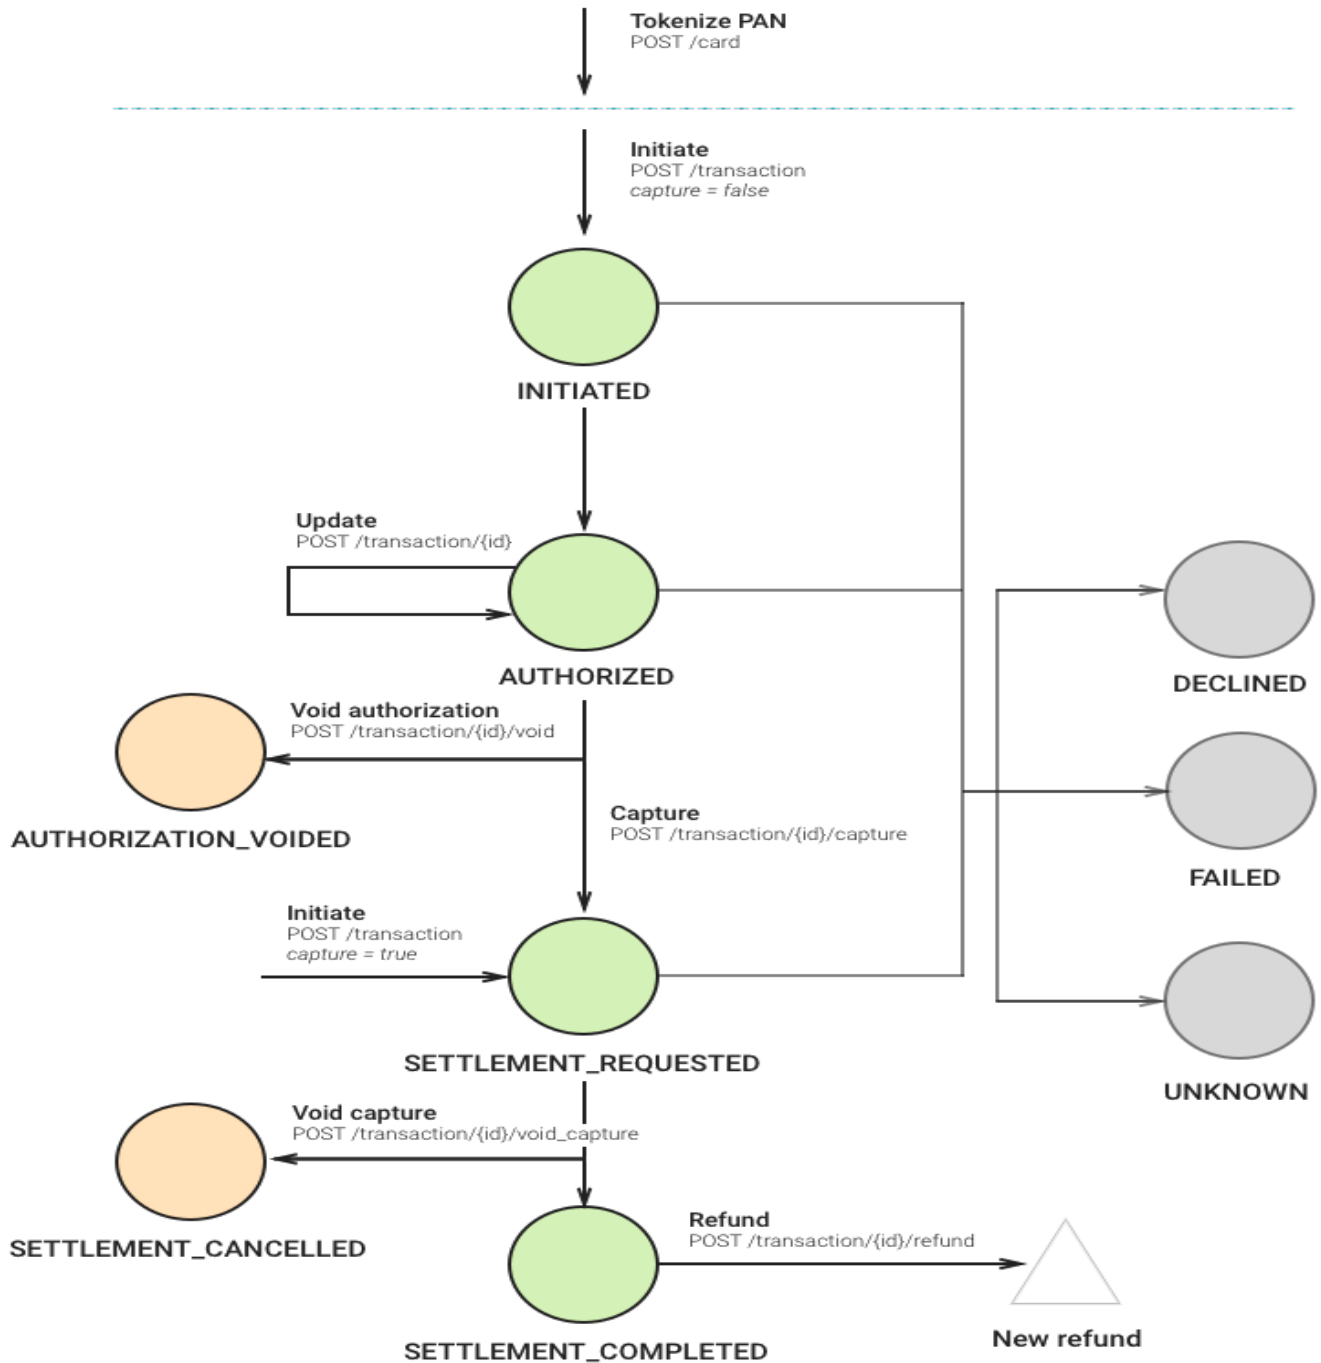 Tokenize PAN
POST /card
Initiate
POST /transaction
capture = false
INITIATED
Update
POST /transaction/{id}
AUTHORIZED
DECLINED
Void authorization
POST /transaction/{id}/void
AUTHORIZATION_VOIDED
Capture
POST /transaction/{id}/capture
FAILED
Initiate
POST /transaction
capture = true
SETTLEMENT_REQUESTED
UNKNOWN
Void capture
POST /transaction/{id}/void_capture
SETTLEMENT_CANCELLED
Refund
POST /transaction/{id}/refund
New refund
SETTLEMENT_COMPLETED